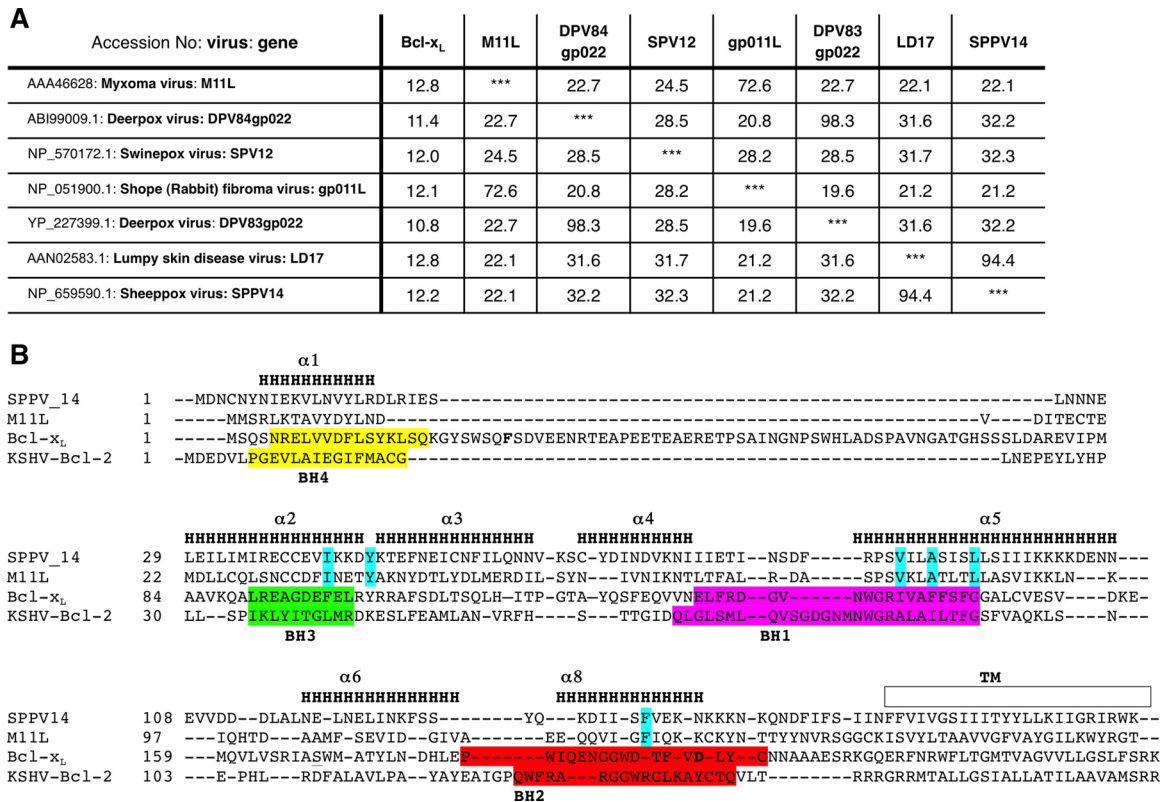 A
Accession No: virus: gene Bcl-xL M11L DPV84 gp022 SPV12 gp011L DPV83 gp022 LD17 SPPV14
AAA46628: Myxoma virus: M11L 12.8 *** 22.7 24.5 72.6 22.7 22.1 22.1
ABI99009.1: Deerpox virus: DPV84gp022 11.4 22.7 *** 28.5 20.8 98.3 31.6 32.2
NP_570172.1: Swinepox virus: SPV12 12.0 24.5 28.5 *** 28.2 28.5 31.7 32.3
NP_051900.1: Shope (Rabbit) fibroma virus: gp011L 12.1 72.6 20.8 28.2 *** 19.6 21.2 21.2
YP_227399.1: Deerpox virus: DPV83gp022 10.8 22.7 98.3 28.5 19.6 *** 31.6 32.2
AAN02583.1: Lumpy skin disease virus: LD17 12.8 22.1 31.6 31.7 21.2 31.6 *** 94.4
NP_659590.1: Sheeppox virus: SPPV14 12.2 22.1 32.2 32.3 21.2 32.2 94.4 ***
B
α1
HHHHHHHHHHH
SPPV_14 1 --MDNCNYNIEKVLNVYLRDLRIES----------------------------------------------------------LNNNE
M11L 1 -----MMSRLKTAVYDYLND---------------------------------------------------------V----DITECTE
Bcl-xL 1 -----MSQSNRELVVDFLSYKLSQKGYSWSQFSDVEENRTEAPEETEAERETPSAINGNPSWHLADSPAVNGATGHSSSLDAREVIPM
KSHV-Bcl-2 1 --MDEDVLPGEVLAIEGIFMACG--------------------------------------------------------LNEPEYLYHP
BH4
α2 α3 α4 α5
HHHHHHHHHHHHHHHHH HHHHHHHHHHHHHHH HHHHHHHHHHH HHHHHHHHHHHHHHHHHHHHHHHHH
SPPV_14 29 LEILIMIRECCEVIKKDYKTEFNEICNFILQNNV-KSC-YDINDVKNIIIETI--NSDF.------RPSVILASISLLSIIIKKKKDENN--
M11L 22 MDLLCQLSNCCDFINETYAKNYDTLYDLMERDIL-SYN---IVNIKNTLTFAL--R-DA-------SPSVKLATLTLLASVIKKLN---K--
Bcl-xL 84 AAVKQALREAGDEFELRYRRAFSDLTSQLH-ITP-GTA-YQSFEQVVNELFRD--GV------NWGRIVAFFSFGGALCVESV-----DKE-
KSHV-Bcl-2 30 LL--SPIKLYITGLMRDKESLFEAMLANV-VRFH---S---TTGIDQLGLSML--QVSGDGNMNWGRALAILTFGSFVAQKLS---N----
BH3 BH1
α6 α8 TM
HHHHHHHHHHHHHHH HHHHHHHHHHHHHH
SPPV14 108 EVVDD--DLALNE-LNELINKFSS------YQ---KDII-SFVEK-NKKKN-KQNDFIFS-IINFFVIVGSIIITYYLLKIIGRIRWK-
M11L 97 ---IQHTD--DAAMF-SELIKYVID-------EE-QQVI-GFIQK-KCKYN-TYYNVRSGGCKISVYLTAAVVGFVAYGILKWYRGT--
Bcl-xL 159 ---MQVLVSRIASWM-ATYLN-DHLEP------WIQENGGWD-TF-VD-LY--GNNAAAESRKGQERFNRWFLTGMTVAGVVLLGSLFSRK
KSHV-Bcl-2 103 ---E-PHL--RDFALAVLPA-YAYEAIGPQWFRA---RGGWRGLKAYCTQVLT--------RRRGRRMTALLGSIALLATILAAVAMSRR
BH2